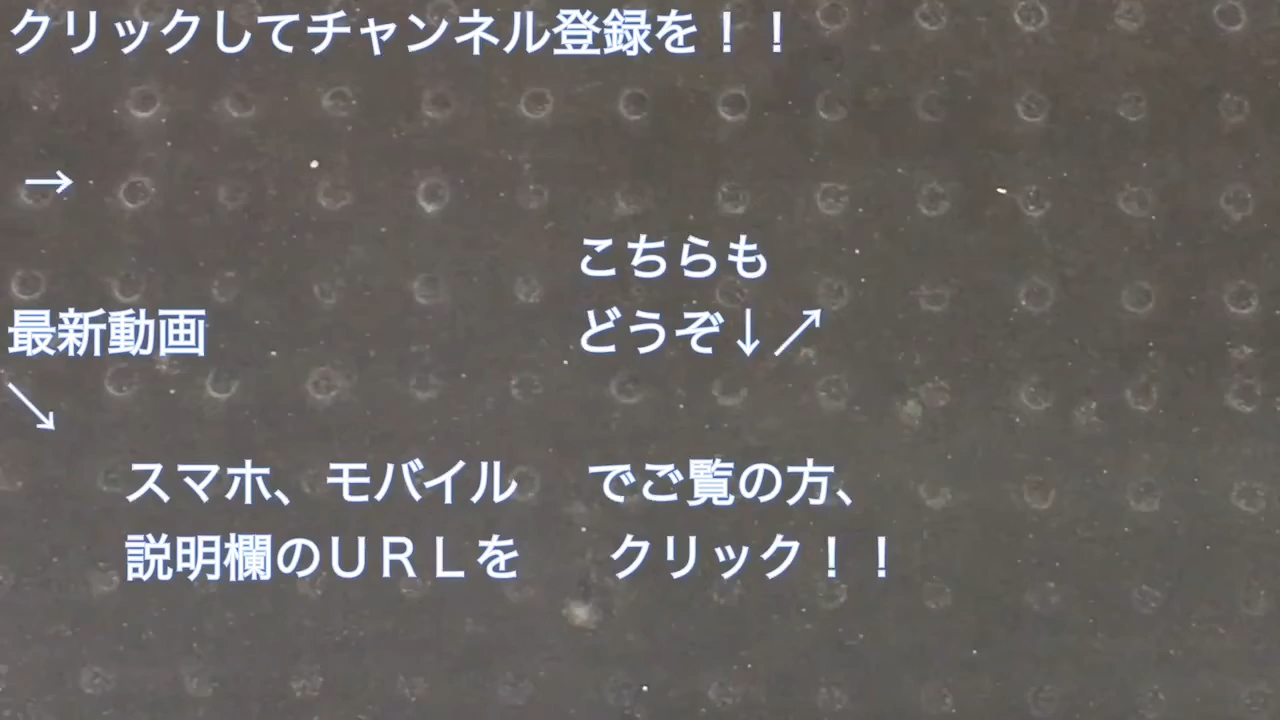 クリックしてチャンネル登録を！！
→
こちらも
どうぞ↓↗
最新動画
↘
スマホ、モバイル でご覧の方、
説明欄のＵＲＬを クリック！！